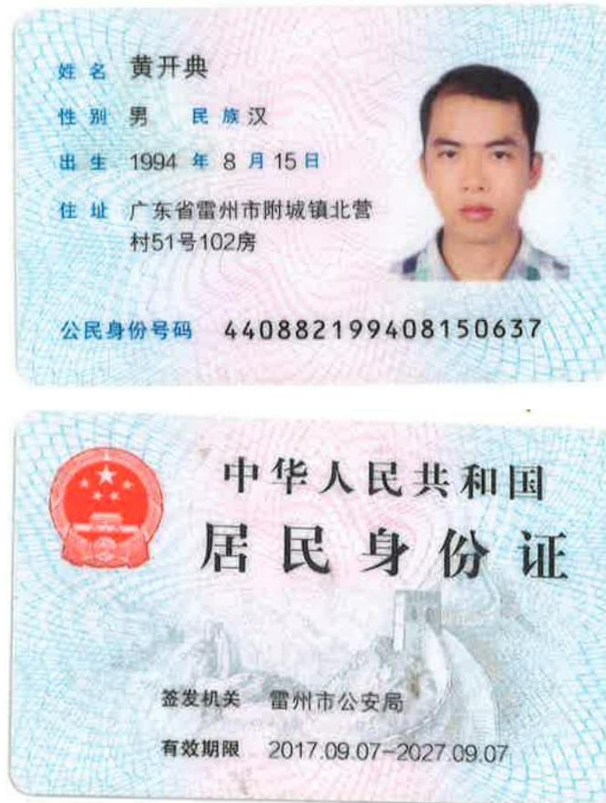 姓名 黄开典
性别 男 民族 汉
出生 1994 年 8 月 15 日
住址 广东省雷州市附城镇北营
村51号102房
公民身份号码 440882199408150637
中华人民共和国
居民身份证
签发机关 雷州市公安局
有效期限 2017.09.07-2027.09.07